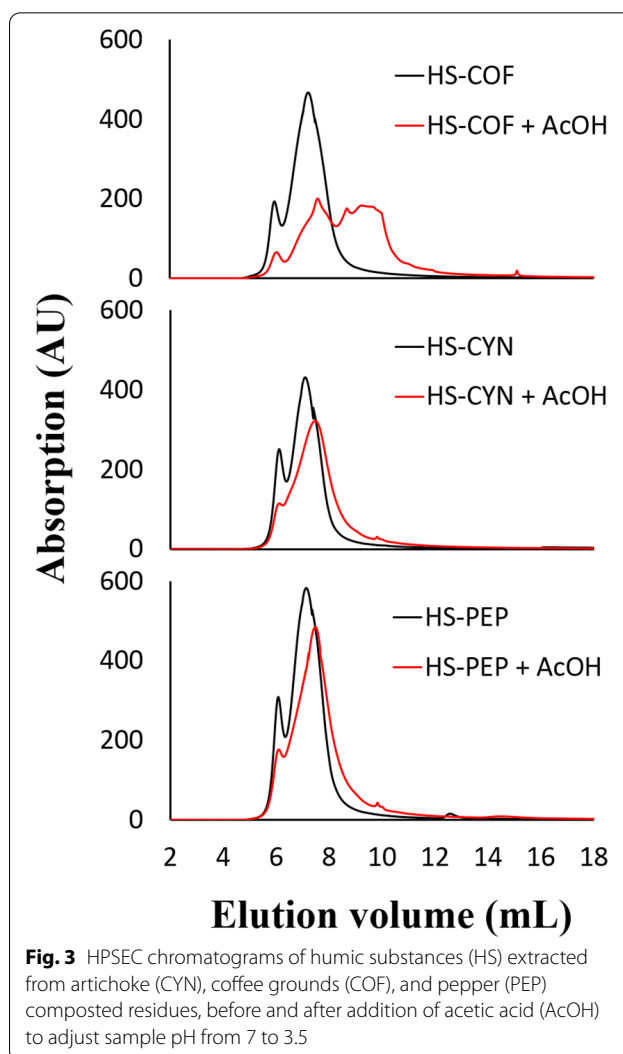 600
HS-COF
400
HS-COF + AcOH
200
0
600
HS-CYN
400
HS-CYN + AcOH
200
0
600
HS-PEP
400
HS-PEP + AcOH
200
0
Absorption (AU)
2 4 6 8 10 12 14 16 18
Elution volume (mL)
Fig. 3 HPSEC chromatograms of humic substances (HS) extracted
from artichoke (CYN), coffee grounds (COF), and pepper (PEP)
composted residues, before and after addition of acetic acid (AcOH)
to adjust sample pH from 7 to 3.5